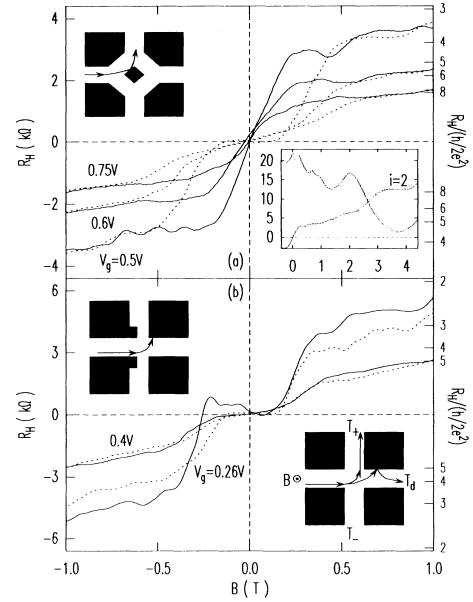 (a)
R_H ( kΩ )
4
2
0
-2
-4
R_H/(h/2e²)
3
4
5
6
8
8
6
5
4
0.75V
0.6V
V_g=0.5V
20
15
10
5
0
i=2
0 1 2 3 4
(b)
R_H ( kΩ )
6
3
0
-3
-6
R_H/(h/2e²)
2
3
4
5
5
4
3
2
0.4V
V_g=0.26V
T_+
B
T_d
T_-
-1.0 -0.5 0.0 0.5 1.0
B ( T )